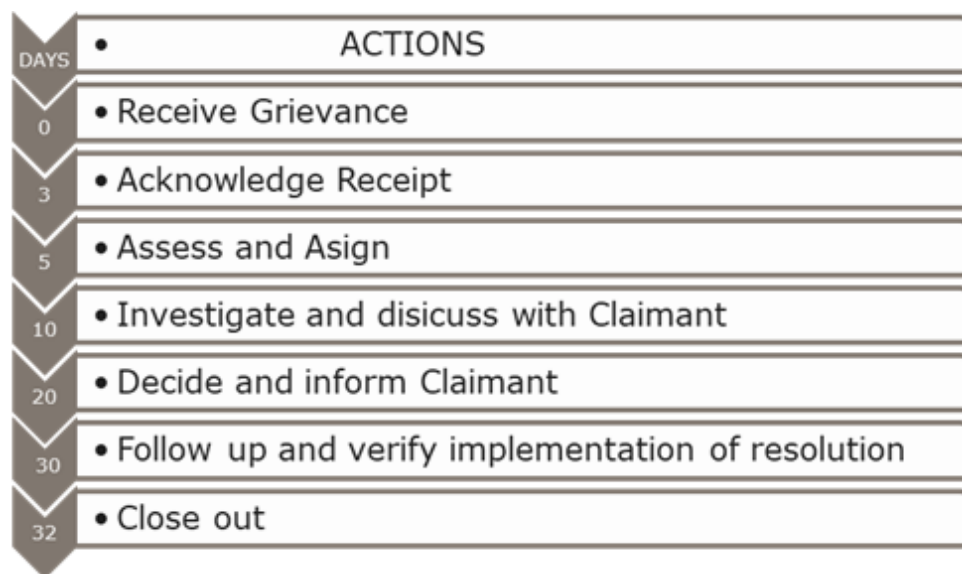 DAYS • ACTIONS
0 • Receive Grievance
3 • Acknowledge Receipt
5 • Assess and Asign
10 • Investigate and disicuss with Claimant
20 • Decide and inform Claimant
30 • Follow up and verify implementation of resolution
32 • Close out